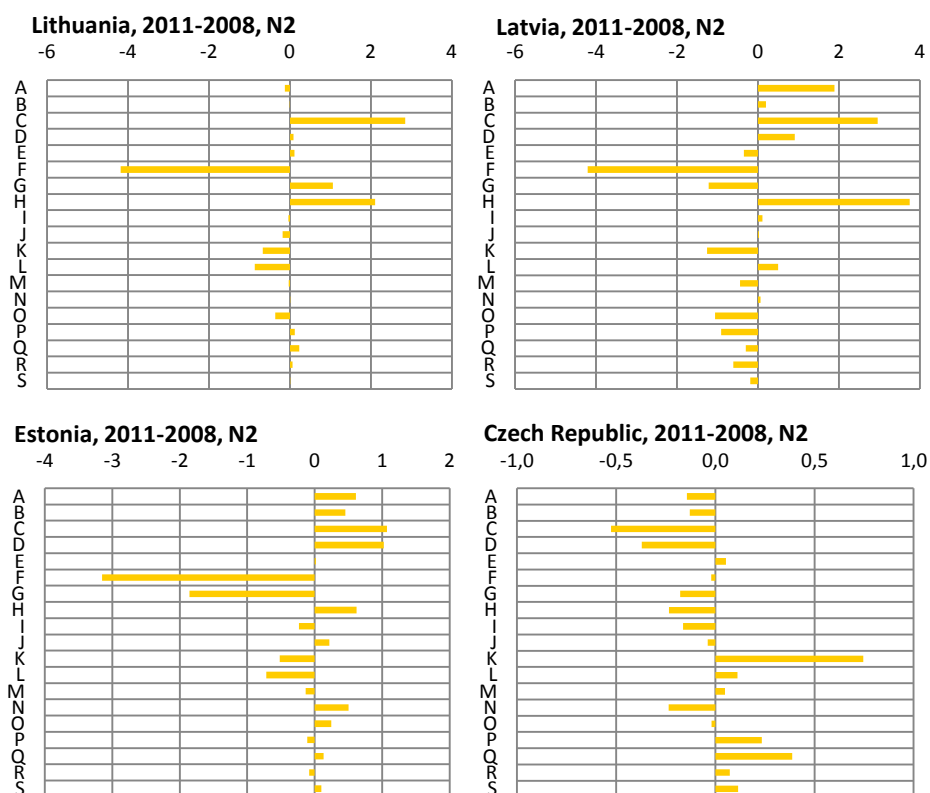 Lithuania, 2011-2008, N2
-6 -4 -2 0 2 4
A
B
C
D
E
F
G
H
I
J
K
L
M
N
O
P
Q
R
S
Latvia, 2011-2008, N2
-6 -4 -2 0 2 4
A
B
C
D
E
F
G
H
I
J
K
L
M
N
O
P
Q
R
S
Estonia, 2011-2008, N2
-4 -3 -2 -1 0 1 2
A
B
C
D
E
F
G
H
I
J
K
L
M
N
O
P
Q
R
S
Czech Republic, 2011-2008, N2
-1,0 -0,5 0,0 0,5 1,0
A
B
C
D
E
F
G
H
I
J
K
L
M
N
O
P
Q
R
S